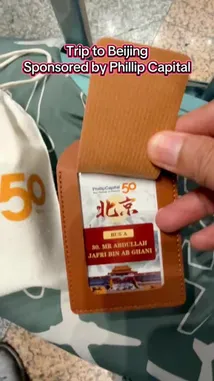 Trip to Beijing
Sponsored by Phillip Capital
50
PhillipCapital 50
北京
BUS A
30. MR ABDULLAH
JAFRI BIN AB GHANI